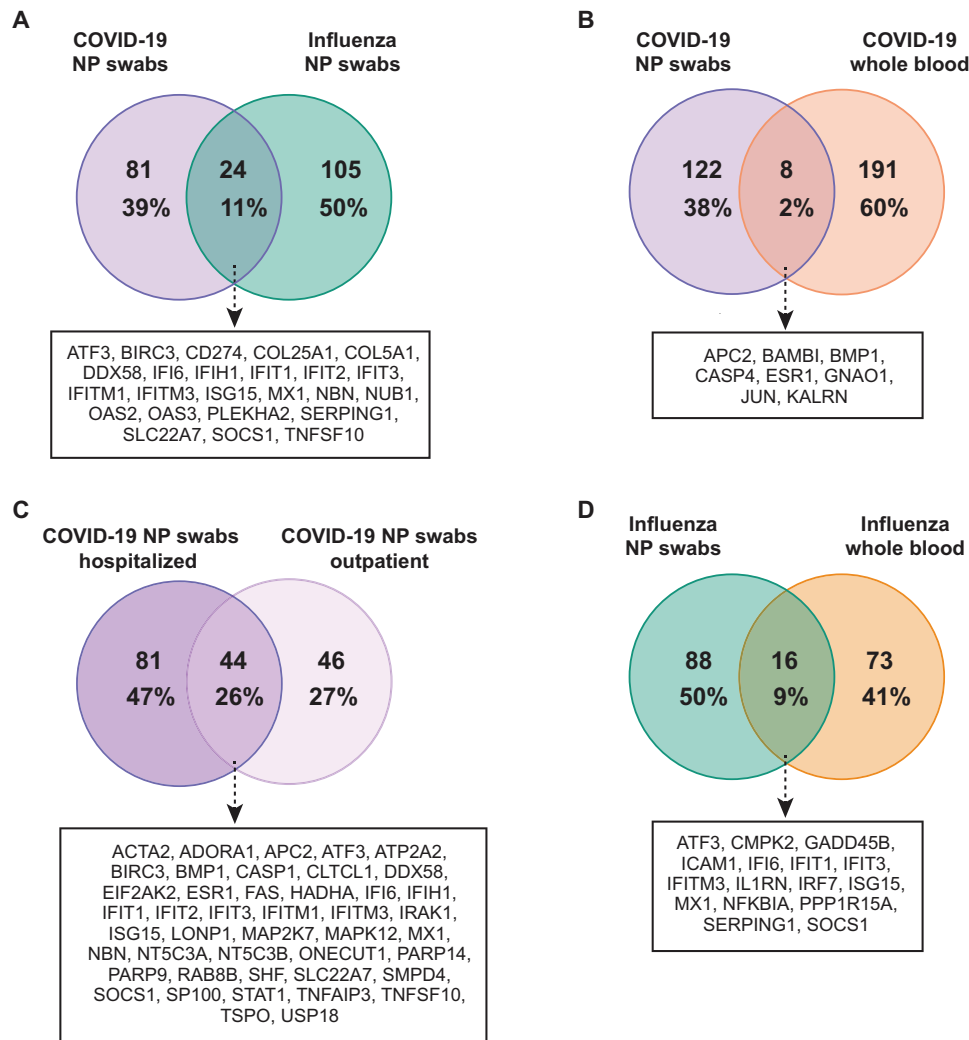 A
COVID-19
NP swabs
Influenza
NP swabs
81
39%
24
11%
105
50%
ATF3, BIRC3, CD274, COL25A1, COL5A1,
DDX58, IFI6, IFIH1, IFIT1, IFIT2, IFIT3,
IFITM1, IFITM3, ISG15, MX1, NBN, NUB1,
OAS2, OAS3, PLEKHA2, SERPING1,
SLC22A7, SOCS1, TNFSF10
B
COVID-19
NP swabs
COVID-19
whole blood
122
38%
8
2%
191
60%
APC2, BAMBI, BMP1,
CASP4, ESR1, GNAO1,
JUN, KALRN
C
COVID-19 NP swabs
hospitalized
COVID-19 NP swabs
outpatient
81
47%
44
26%
46
27%
ACTA2, ADORA1, APC2, ATF3, ATP2A2,
BIRC3, BMP1, CASP1, CLTCL1, DDX58,
EIF2AK2, ESR1, FAS, HADHA, IFI6, IFIH1,
IFIT1, IFIT2, IFIT3, IFITM1, IFITM3, IRAK1,
ISG15, LONP1, MAP2K7, MAPK12, MX1,
NBN, NT5C3A, NT5C3B, ONECUT1, PARP14,
PARP9, RAB8B, SHF, SLC22A7, SMPD4,
SOCS1, SP100, STAT1, TNFAIP3, TNFSF10,
TSPO, USP18
D
Influenza
NP swabs
Influenza
whole blood
88
50%
16
9%
73
41%
ATF3, CMPK2, GADD45B,
ICAM1, IFI6, IFIT1, IFIT3,
IFITM3, IL1RN, IRF7, ISG15,
MX1, NFKBIA, PPP1R15A,
SERPING1, SOCS1